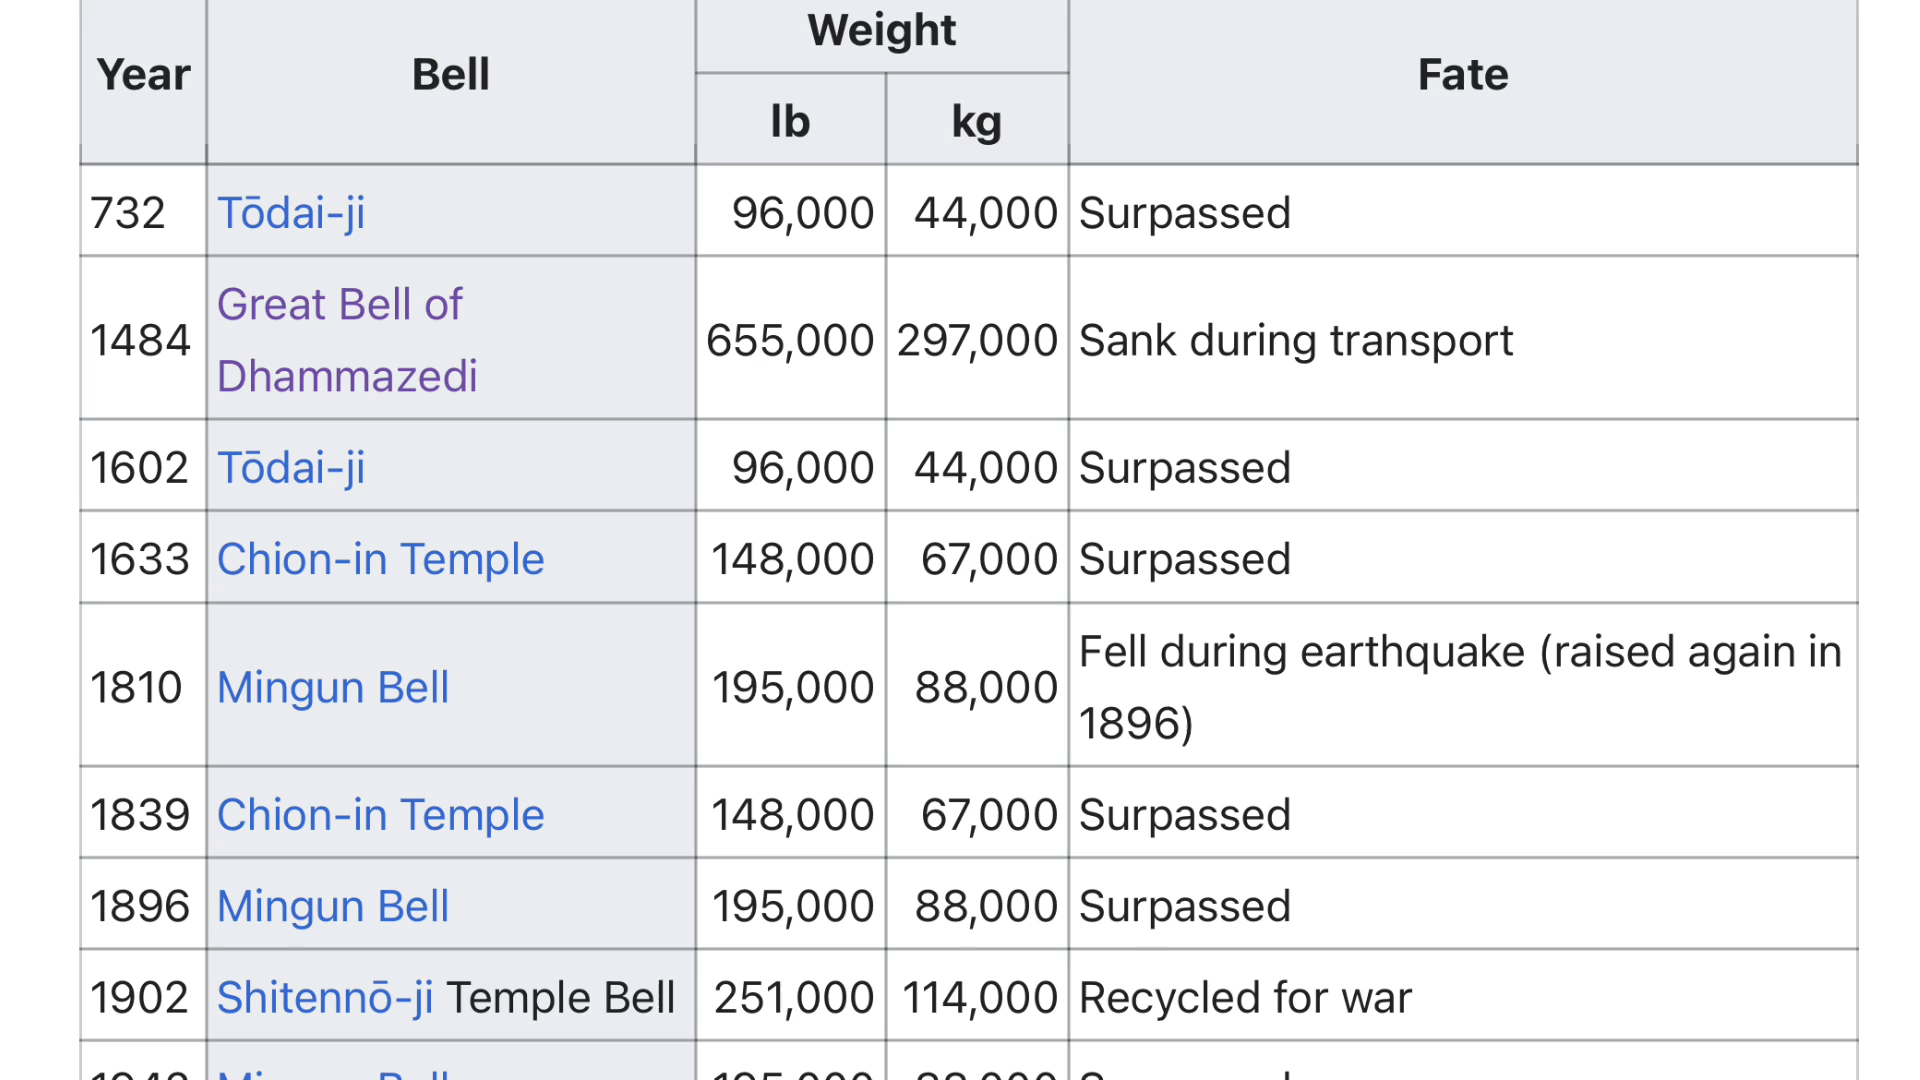 Year Bell Weight Fate
lb kg
732 Tōdai-ji 96,000 44,000 Surpassed
1484 Great Bell of Dhammazedi 655,000 297,000 Sank during transport
1602 Tōdai-ji 96,000 44,000 Surpassed
1633 Chion-in Temple 148,000 67,000 Surpassed
1810 Mingun Bell 195,000 88,000 Fell during earthquake (raised again in 1896)
1839 Chion-in Temple 148,000 67,000 Surpassed
1896 Mingun Bell 195,000 88,000 Surpassed
1902 Shitennō-ji Temple Bell 251,000 114,000 Recycled for war